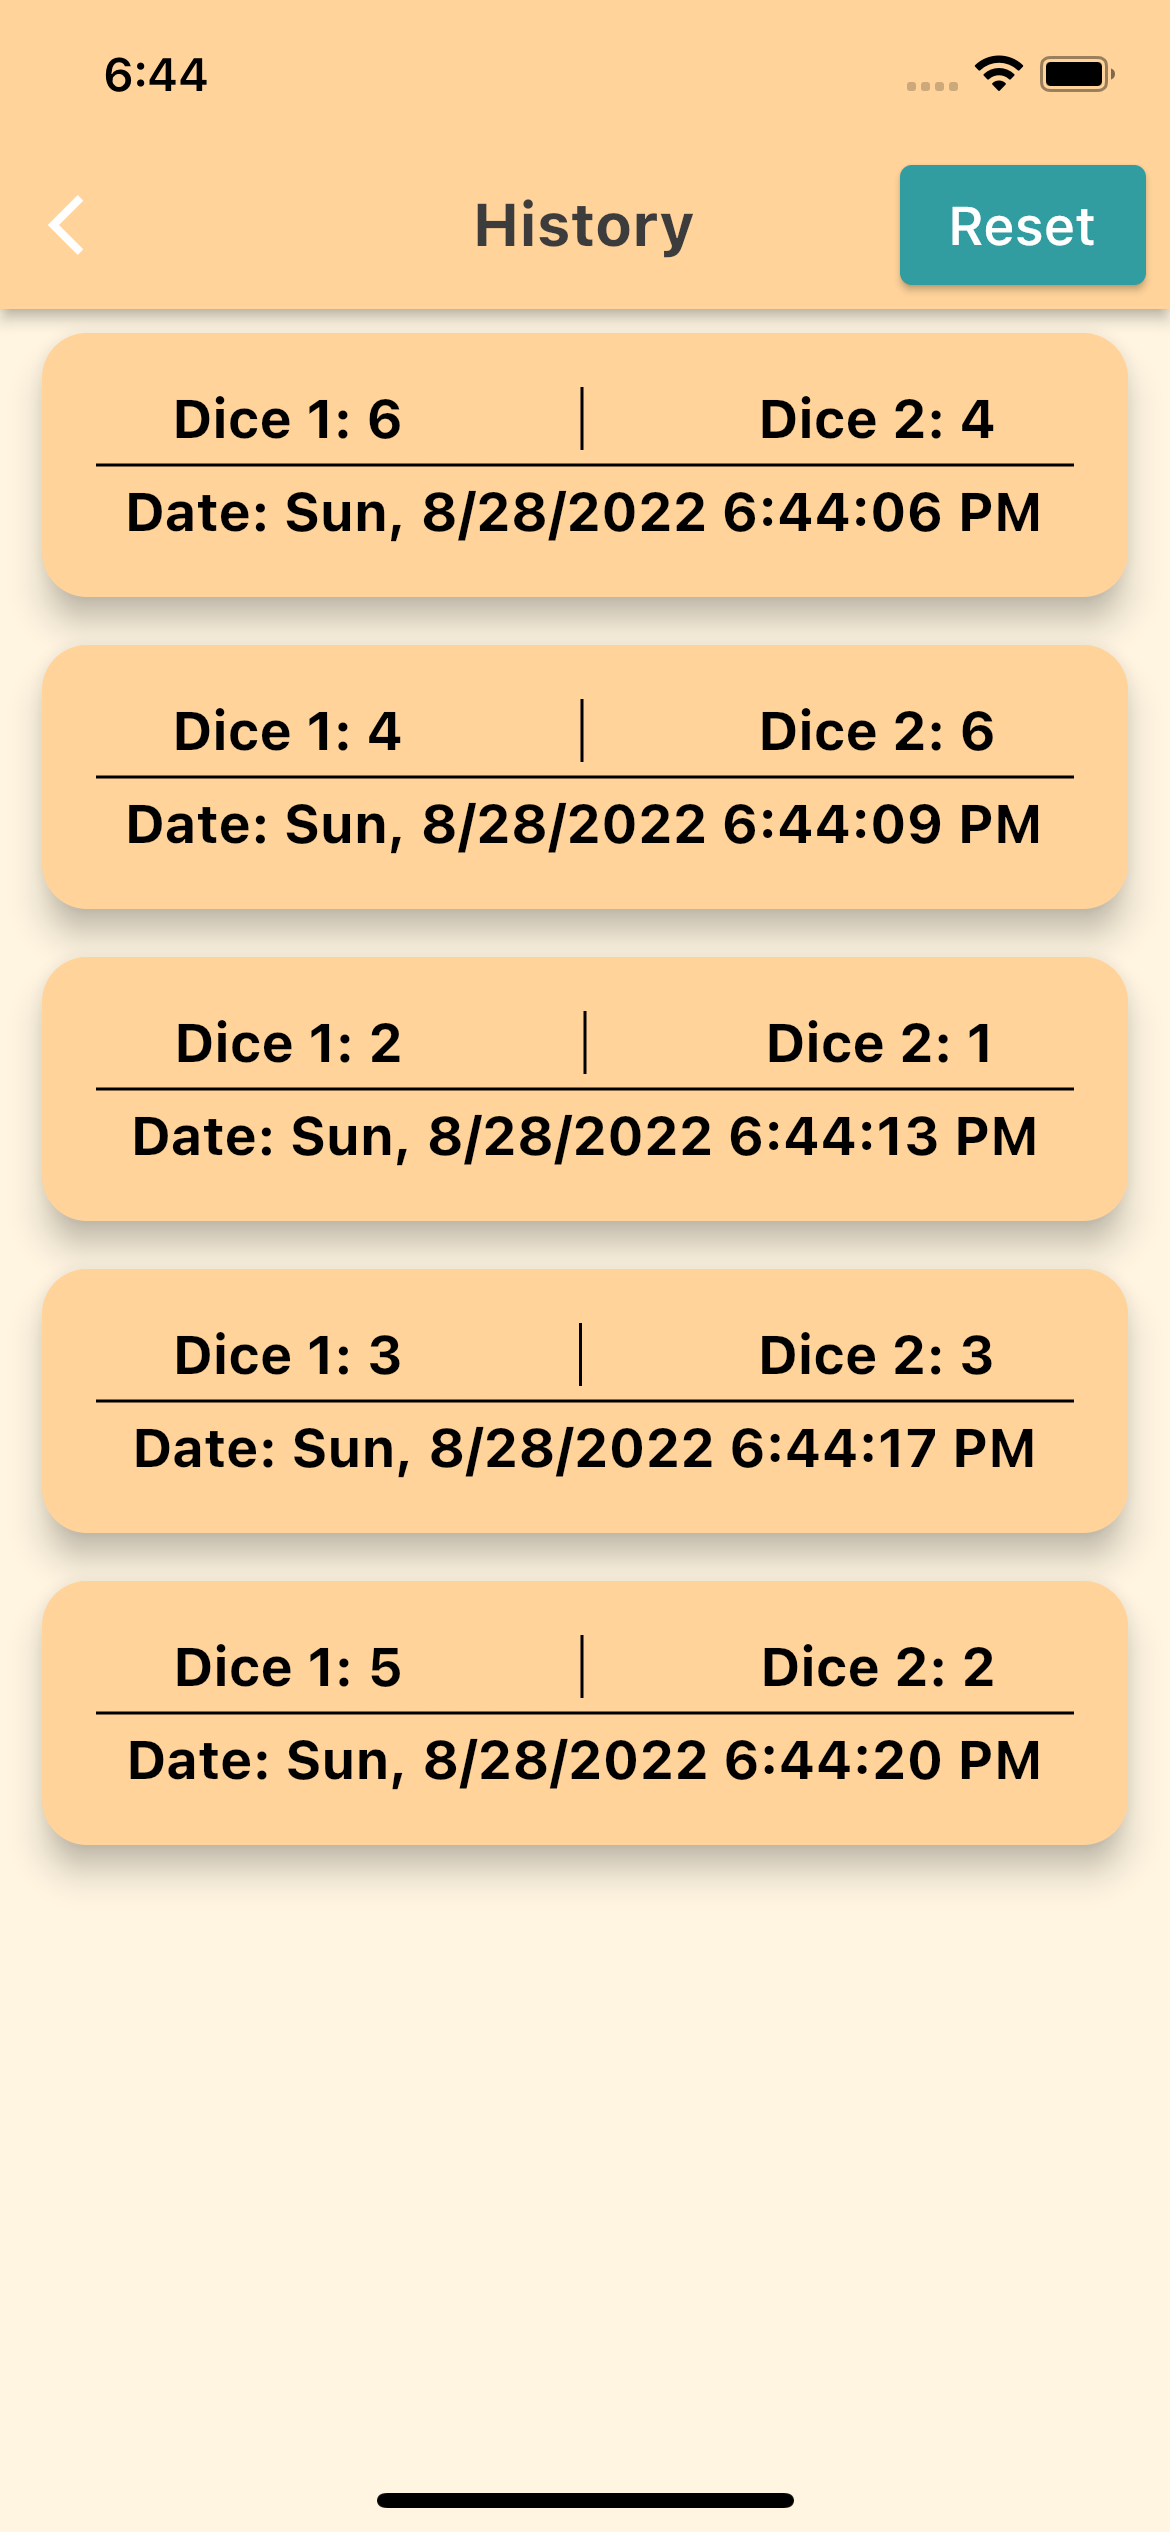 6:44
History
Reset
Dice 1: 6 | Dice 2: 4
Date: Sun, 8/28/2022 6:44:06 PM
Dice 1: 4 | Dice 2: 6
Date: Sun, 8/28/2022 6:44:09 PM
Dice 1: 2 | Dice 2: 1
Date: Sun, 8/28/2022 6:44:13 PM
Dice 1: 3 | Dice 2: 3
Date: Sun, 8/28/2022 6:44:17 PM
Dice 1: 5 | Dice 2: 2
Date: Sun, 8/28/2022 6:44:20 PM